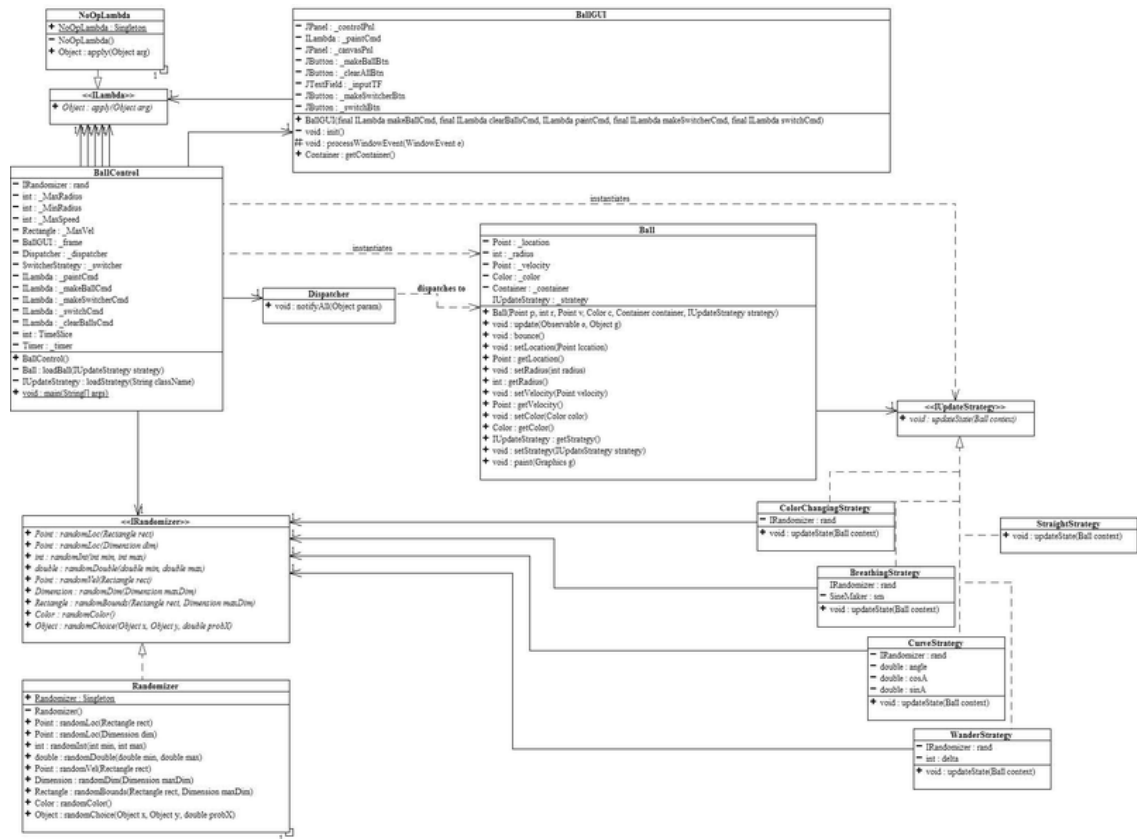 NoOpLambda
+ NoOpLambda : Singleton
− NoOpLambda()
+ Object : apply(Object arg)
1
<<ILambda>>
+ Object : apply(Object arg)
1
BallGUI
− JPanel : _controlPnl
− ILambda : _paintCmd
− JPanel : _canvasPnl
− JButton : _makeBallBtn
− JButton : _clearAllBtn
− JTextField : _inputTF
− JButton : _makeSwitcherBtn
− JButton : _switchBtn
+ BallGUI(final ILambda makeBallCmd, final ILambda clearBallsCmd, ILambda paintCmd, final ILambda makeSwitcherCmd, final ILambda switchCmd)
− void : init()
# void : processWindowEvent(WindowEvent e)
+ Container : getContainer()
1
BallControl
− IRandomizer : rand
− int : _MaxRadius
− int : _MinRadius
− int : _MaxSpeed
− Rectangle : _MaxVel
− BallGUI : _frame
− Dispatcher : _dispatcher
− SwitcherStrategy : _switcher
− ILambda : _paintCmd
− ILambda : _makeBallCmd
− ILambda : _makeSwitcherCmd
− ILambda : _switchCmd
− ILambda : _clearBallsCmd
− int : TimeSlice
− Timer : _timer
+ BallControl()
− Ball : loadBall(IUpdateStrategy strategy)
− IUpdateStrategy : loadStrategy(String className)
+ void : main(String[] args)
instantiates
instantiates
1
Dispatcher
+ void : notifyAll(Object param)
dispatches to
Ball
− Point : _location
− int : _radius
− Point : _velocity
− Color : _color
− Container : _container
IUpdateStrategy : _strategy
+ Ball(Point p, int r, Point v, Color c, Container container, IUpdateStrategy strategy)
+ void : update(Observable o, Object g)
+ void : bounce()
+ void : setLocation(Point location)
+ Point : getLocation()
+ void : setRadius(int radius)
+ int : getRadius()
+ void : setVelocity(Point velocity)
+ Point : getVelocity()
+ void : setColor(Color color)
+ Color : getColor()
+ IUpdateStrategy : getStrategy()
+ void : setStrategy(IUpdateStrategy strategy)
+ void : paint(Graphics g)
1
<<IUpdateStrategy>>
+ void : updateState(Ball context)
1
<<IRandomizer>>
+ Point : randomLoc(Rectangle rect)
+ Point : randomLoc(Dimension dim)
+ int : randomInt(int min, int max)
+ double : randomDouble(double min, double max)
+ Point : randomVel(Rectangle rect)
+ Dimension : randomDim(Dimension maxDim)
+ Rectangle : randomBounds(Rectangle rect, Dimension maxDim)
+ Color : randomColor()
+ Object : randomChoice(Object x, Object y, double probX)
1
1
1
1
ColorChangingStrategy
− IRandomizer : rand
+ void : updateState(Ball context)
StraightStrategy
+ void : updateState(Ball context)
BreathingStrategy
IRandomizer : rand
− SineMaker : sm
+ void : updateState(Ball context)
CurveStrategy
− IRandomizer : rand
− double : angle
− double : cosA
− double : sinA
+ void : updateState(Ball context)
WanderStrategy
− IRandomizer : rand
− int : delta
+ void : updateState(Ball context)
Randomizer
+ Randomizer : Singleton
− Randomizer()
+ Point : randomLoc(Rectangle rect)
+ Point : randomLoc(Dimension dim)
+ int : randomInt(int min, int max)
+ double : randomDouble(double min, double max)
+ Point : randomVel(Rectangle rect)
+ Dimension : randomDim(Dimension maxDim)
+ Rectangle : randomBounds(Rectangle rect, Dimension maxDim)
+ Color : randomColor()
+ Object : randomChoice(Object x, Object y, double probX)
1